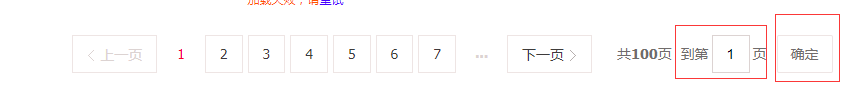 加载失败，请重试
上一页 1 2 3 4 5 6 7 ... 下一页 共100页 到第 1 页 确定